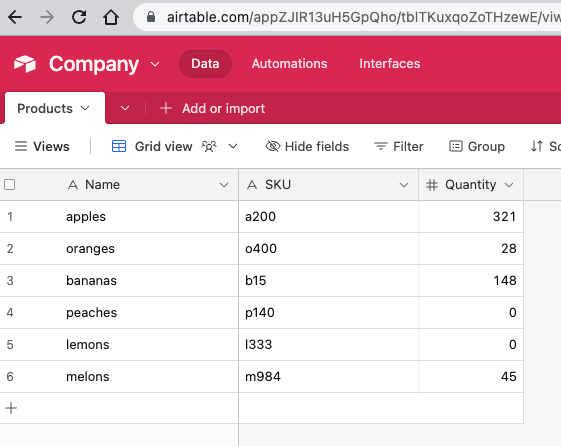 airtable.com/appZJIR13uH5GpQho/tblTKuxqoZoTHzewE/viw
Company Data Automations Interfaces
Products Add or import
Views Grid view Hide fields Filter Group So
Name SKU Quantity
1 apples a200 321
2 oranges o400 28
3 bananas b15 148
4 peaches p140 0
5 lemons l333 0
6 melons m984 45